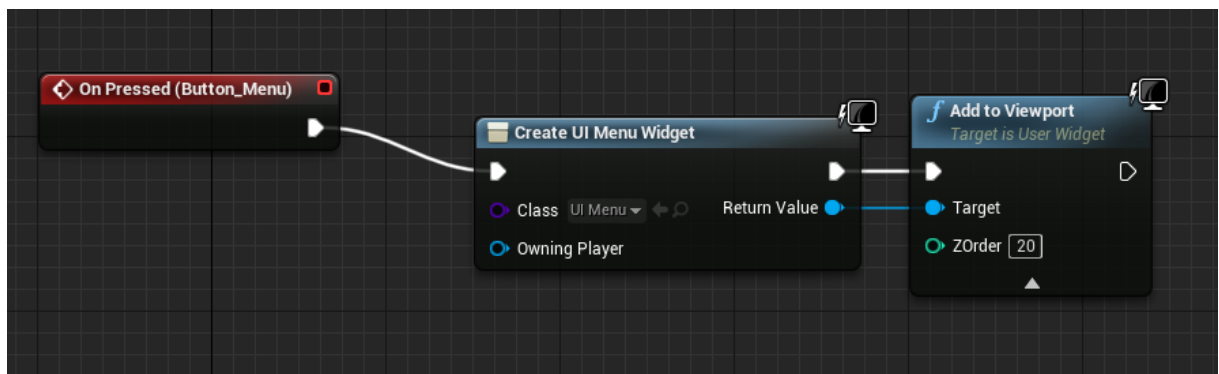 On Pressed (Button_Menu)
Create UI Menu Widget
Class UI Menu
Return Value
Owning Player
Add to Viewport
Target is User Widget
Target
ZOrder 20